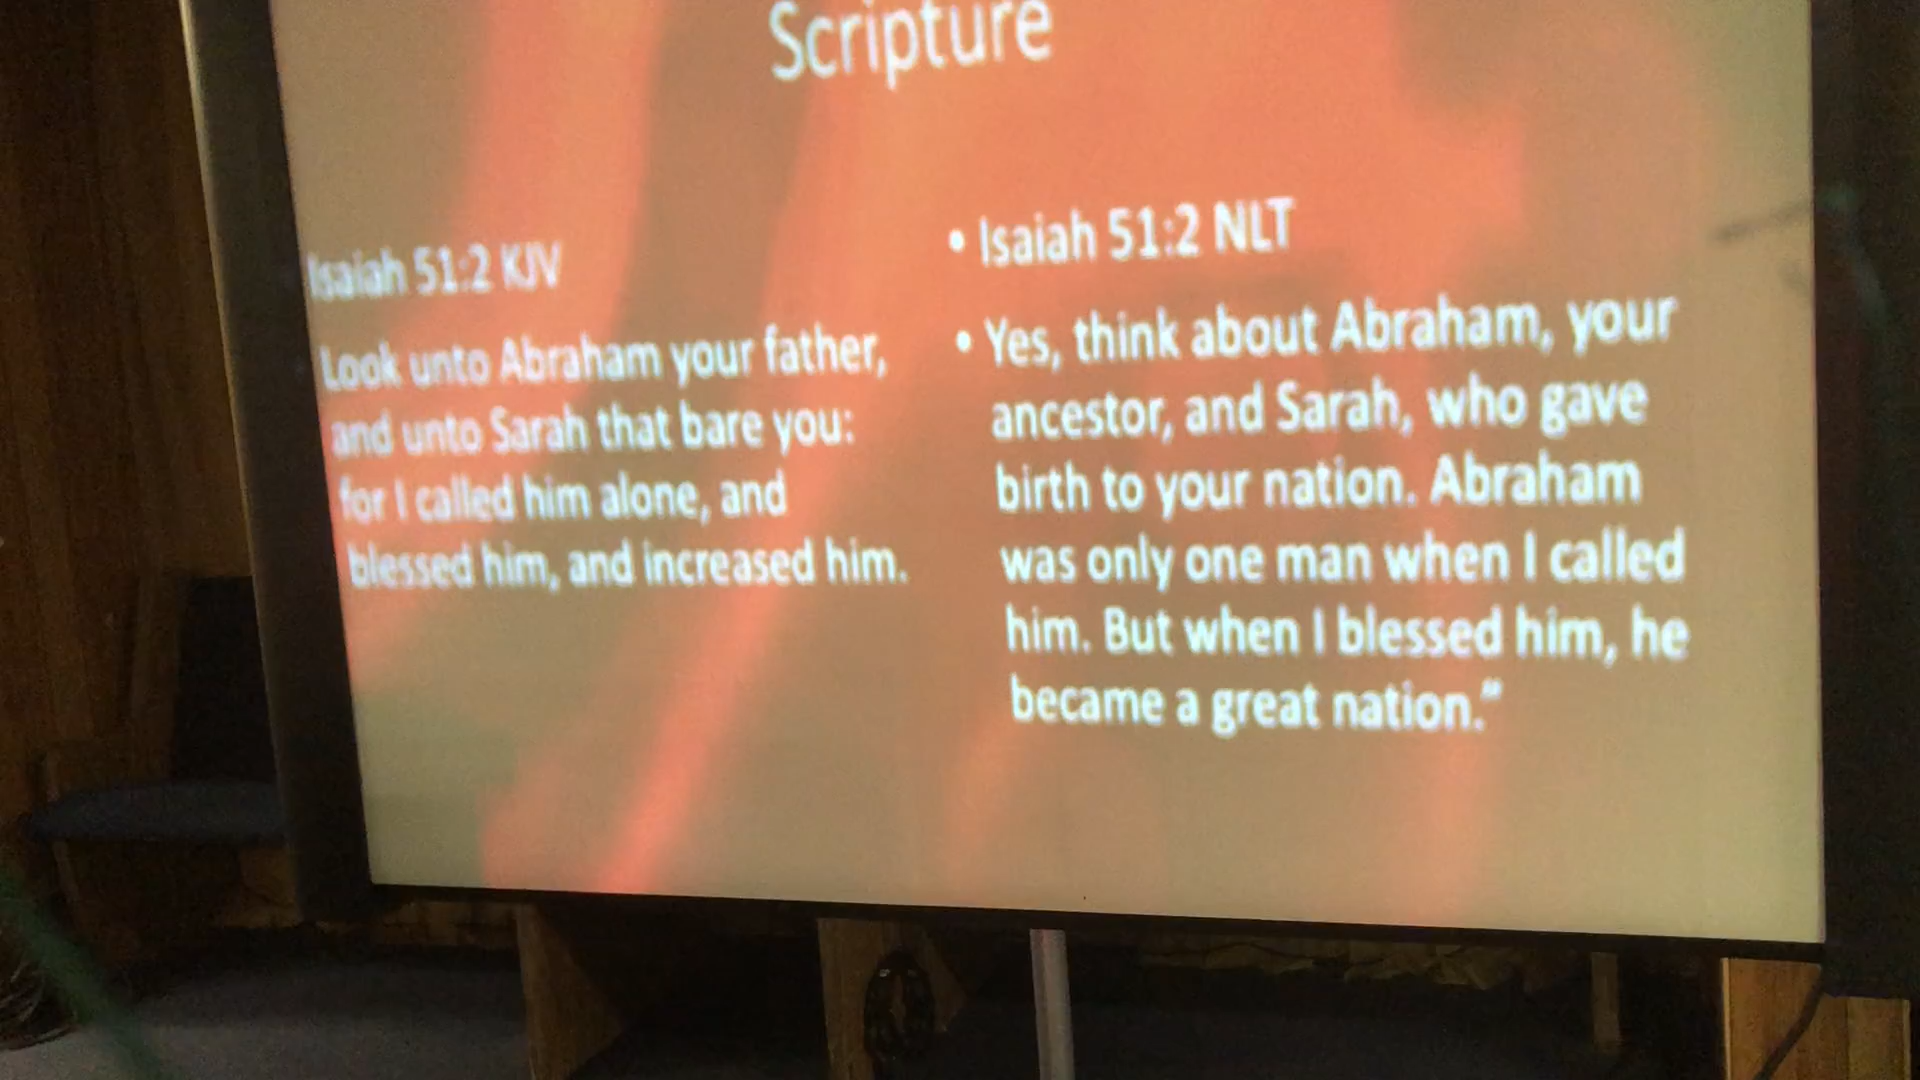 Scripture
Isaiah 51:2 KJV
Look unto Abraham your father,
and unto Sarah that bare you:
for I called him alone, and
blessed him, and increased him.
• Isaiah 51:2 NLT
• Yes, think about Abraham, your
ancestor, and Sarah, who gave
birth to your nation. Abraham
was only one man when I called
him. But when I blessed him, he
became a great nation.”